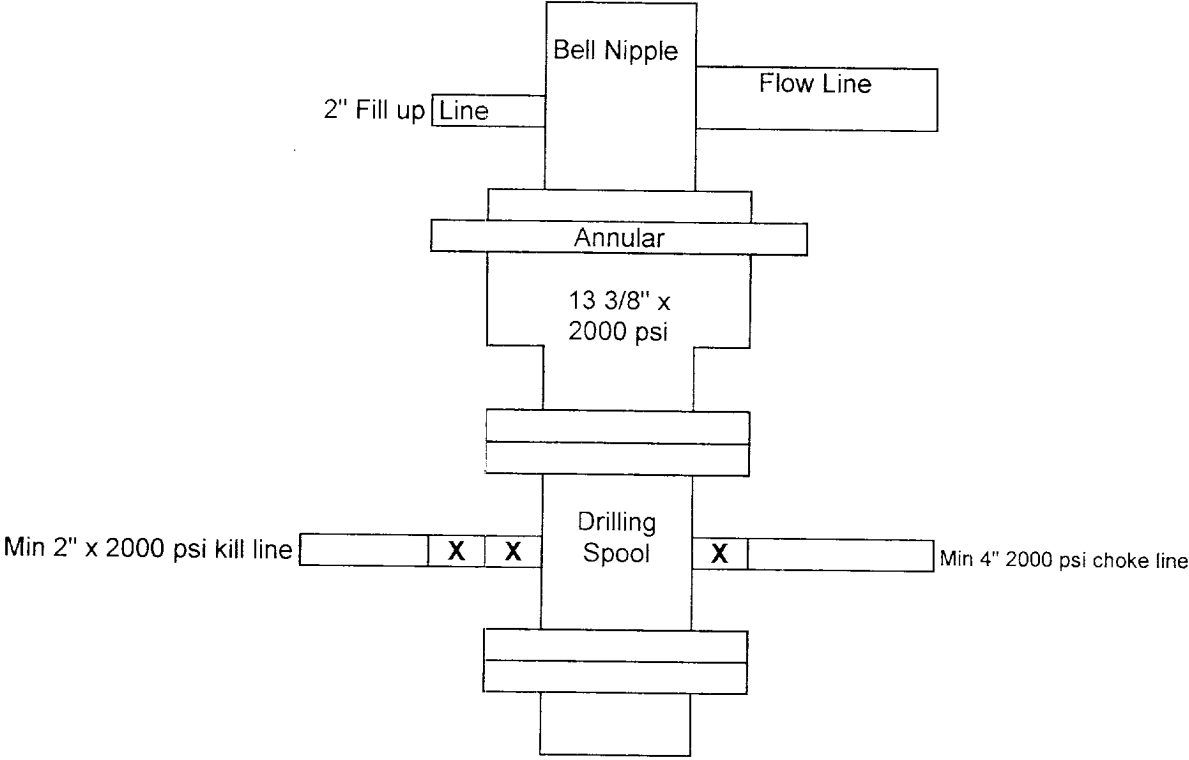 Bell Nipple
Flow Line
2" Fill up Line
Annular
13 3/8" x
2000 psi
Drilling
Spool
Min 2" x 2000 psi kill line
X X
X
Min 4" 2000 psi choke line